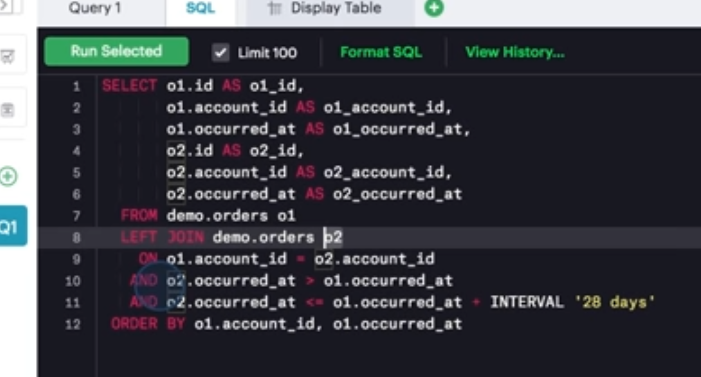 Query 1 SQL Display Table
Run Selected Limit 100 Format SQL View History...
1 SELECT o1.id AS o1_id,
2 o1.account_id AS o1_account_id,
3 o1.occurred_at AS o1_occurred_at,
4 o2.id AS o2_id,
5 o2.account_id AS o2_account_id,
6 o2.occurred_at AS o2_occurred_at
7 FROM demo.orders o1
8 LEFT JOIN demo.orders o2
9 ON o1.account_id = o2.account_id
10 AND o2.occurred_at > o1.occurred_at
11 AND o2.occurred_at <= o1.occurred_at + INTERVAL '28 days'
12 ORDER BY o1.account_id, o1.occurred_at
Q1